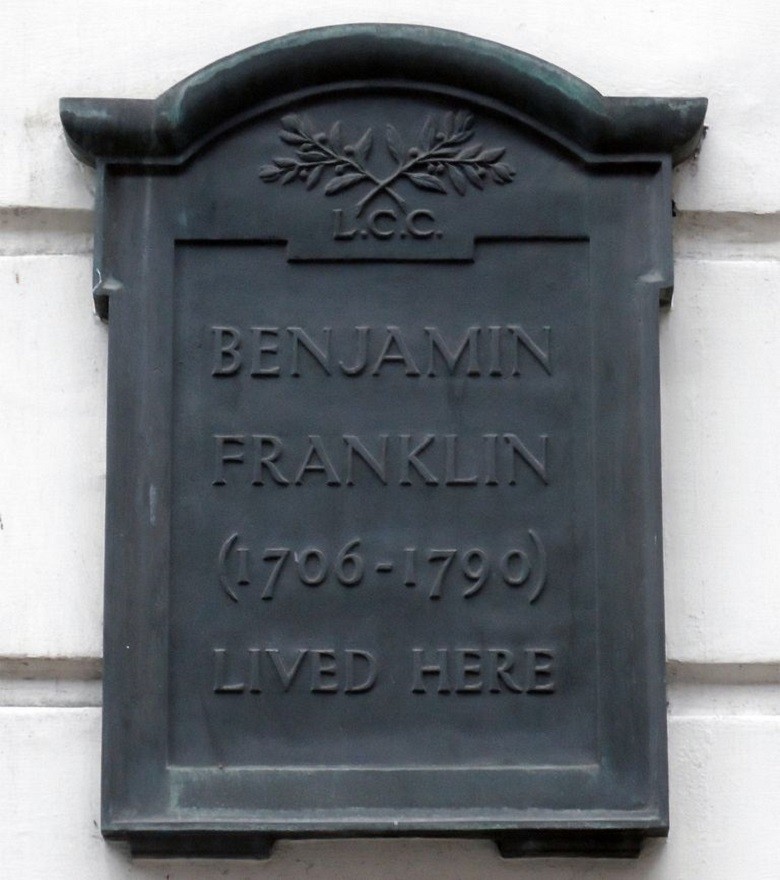 L.C.C.
BENJAMIN
FRANKLIN
(1706-1790)
LIVED HERE